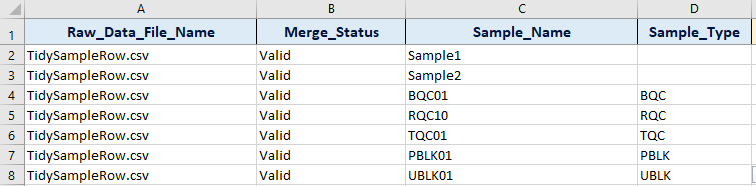 A B C D
1 Raw_Data_File_Name Merge_Status Sample_Name Sample_Type
2 TidySampleRow.csv Valid Sample1
3 TidySampleRow.csv Valid Sample2
4 TidySampleRow.csv Valid BQC01 BQC
5 TidySampleRow.csv Valid RQC10 RQC
6 TidySampleRow.csv Valid TQC01 TQC
7 TidySampleRow.csv Valid PBLK01 PBLK
8 TidySampleRow.csv Valid UBLK01 UBLK